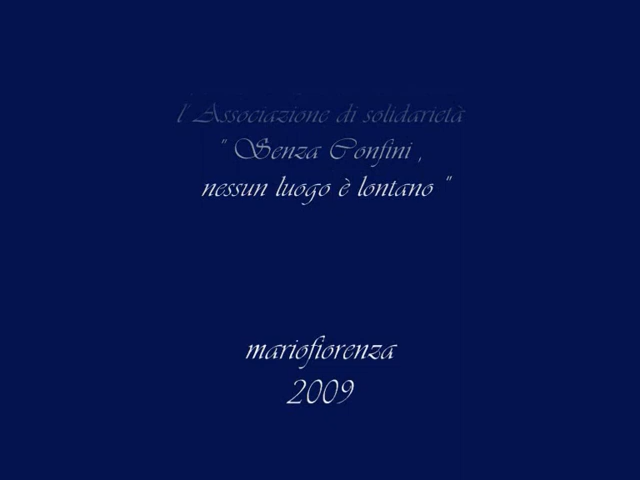 l'Associazione di solidarietà
" Senza Confini ,
nessun luogo è lontano "
mariofiorenza
2009